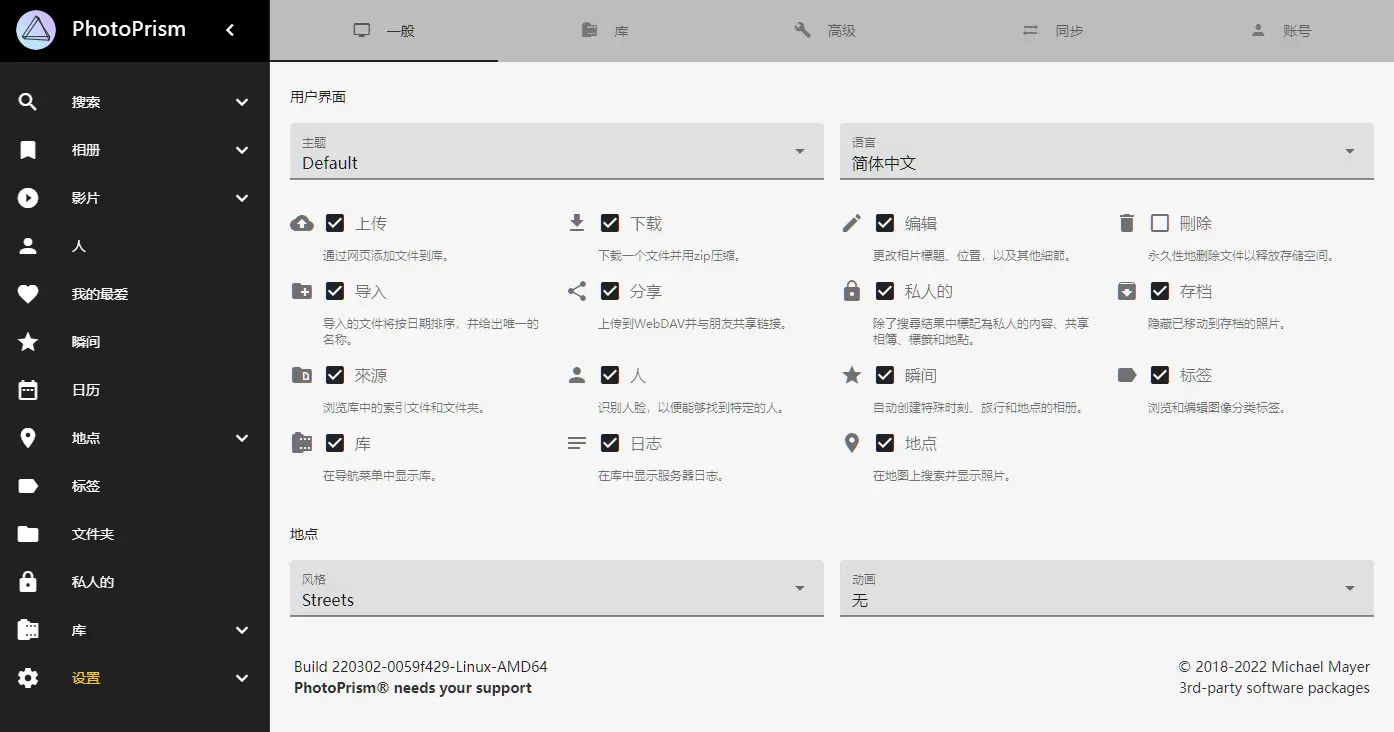 PhotoPrism
搜索
相册
影片
人
我的最爱
瞬间
日历
地点
标签
文件夹
私人的
库
设置
一般
库
高级
同步
账号
用户界面
主题
Default
语言
简体中文
上传
通过网页添加文件到库。
下载
下载一个文件并用zip压缩。
编辑
更改相片標題、位置，以及其他細節。
刪除
永久性地删除文件以释放存储空间。
导入
导入的文件将按日期排序，并给出唯一的
名称。
分享
上传到WebDAV并与朋友共享链接。
私人的
除了搜尋結果中標記為私人的內容、共享
相簿、標籤和地點。
存档
隐藏已移动到存档的照片。
來源
浏览库中的索引文件和文件夹。
人
识别人脸，以便能够找到特定的人。
瞬间
自动创建特殊时刻、旅行和地点的相册。
标签
浏览和编辑图像分类标签。
库
在导航菜单中显示库。
日志
在库中显示服务器日志。
地点
在地图上搜索并显示照片。
地点
风格
Streets
动画
无
Build 220302-0059f429-Linux-AMD64
PhotoPrism® needs your support
© 2018-2022 Michael Mayer
3rd-party software packages